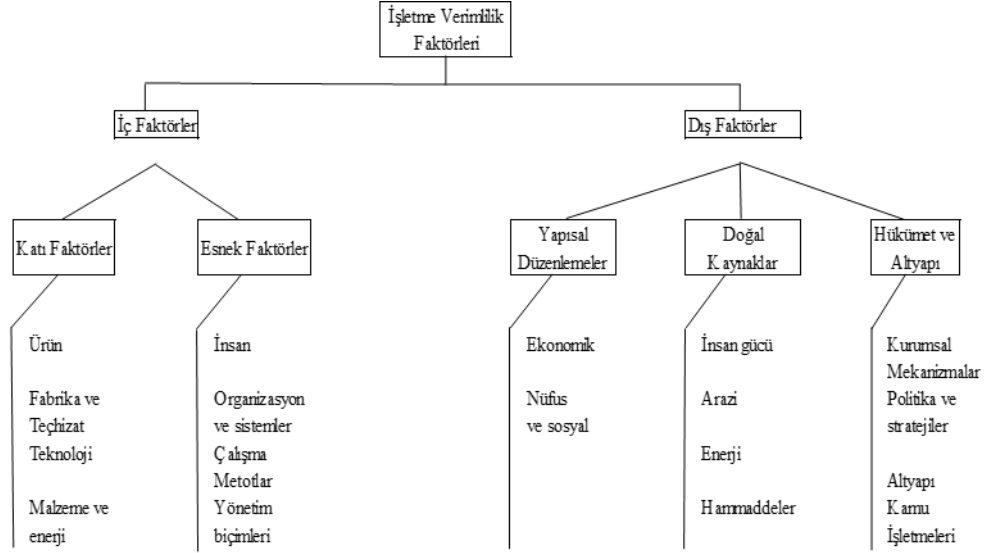 İşletme Verimlilik
Faktörleri
İç Faktörler
Dış Faktörler
Katı Faktörler
Esnek Faktörler
Yapısal
Düzenlemeler
Doğal
Kaynaklar
Hükümet ve
Altyapı
Ürün
Fabrika ve
Teçhizat
Teknoloji
Malzeme ve
enerji
İnsan
Organizasyon
ve sistemler
Çalışma
Metotlar
Yönetim
biçimleri
Ekonomik
Nüfus
ve sosyal
İnsan gücü
Arazi
Enerji
Hammaddeler
Kurumsal
Mekanizmalar
Politika ve
stratejiler
Altyapı
Kamu
İşletmeleri